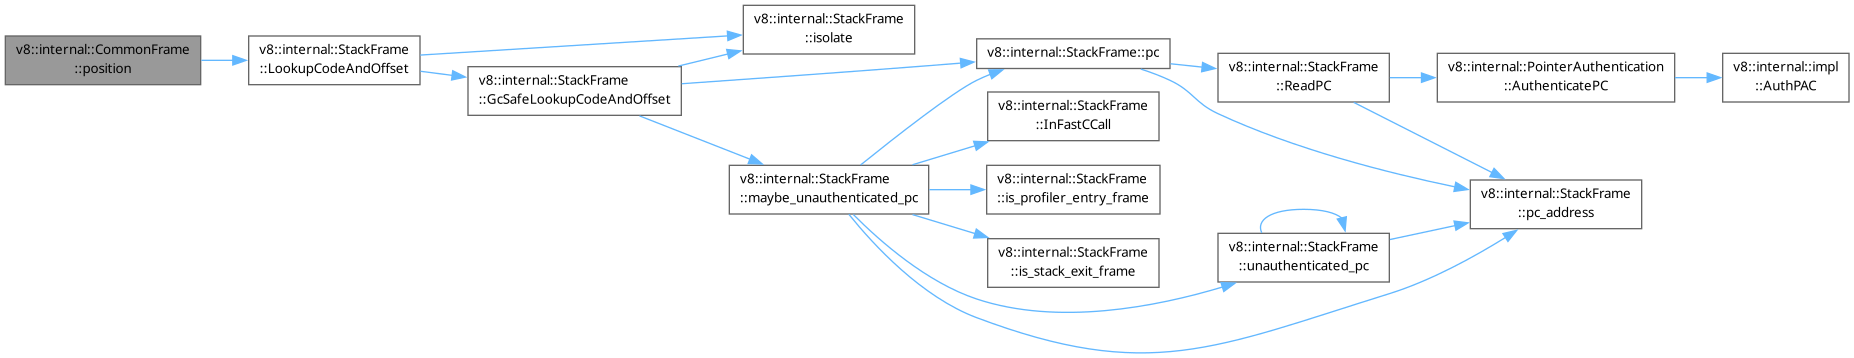 v8::internal::CommonFrame
::position
v8::internal::StackFrame
::LookupCodeAndOffset
v8::internal::StackFrame
::GcSafeLookupCodeAndOffset
v8::internal::StackFrame
::isolate
v8::internal::StackFrame
::maybe_unauthenticated_pc
v8::internal::StackFrame::pc
v8::internal::StackFrame
::InFastCCall
v8::internal::StackFrame
::is_profiler_entry_frame
v8::internal::StackFrame
::is_stack_exit_frame
v8::internal::StackFrame
::ReadPC
v8::internal::StackFrame
::unauthenticated_pc
v8::internal::PointerAuthentication
::AuthenticatePC
v8::internal::StackFrame
::pc_address
v8::internal::impl
::AuthPAC